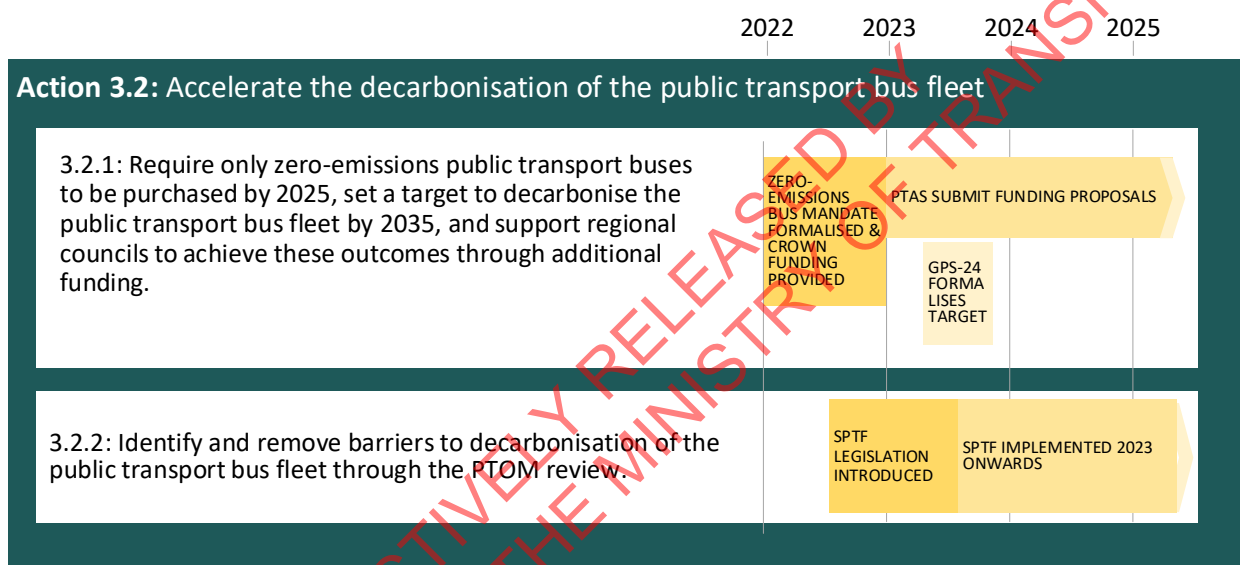 2022 2023 2024 2025
Action 3.2: Accelerate the decarbonisation of the public transport bus fleet
3.2.1: Require only zero-emissions public transport buses
to be purchased by 2025, set a target to decarbonise the
public transport bus fleet by 2035, and support regional
councils to achieve these outcomes through additional
funding.
ZERO-
EMISSIONS
BUS MANDATE
FORMALISED &
CROWN
FUNDING
PROVIDED
PTAS SUBMIT FUNDING PROPOSALS
GPS-24
FORMA
LISES
TARGET
3.2.2: Identify and remove barriers to decarbonisation of the
public transport bus fleet through the PTOM review.
SPTF
LEGISLATION
INTRODUCED
SPTF IMPLEMENTED 2023
ONWARDS
RELEASED BY
THE MINISTRY OF